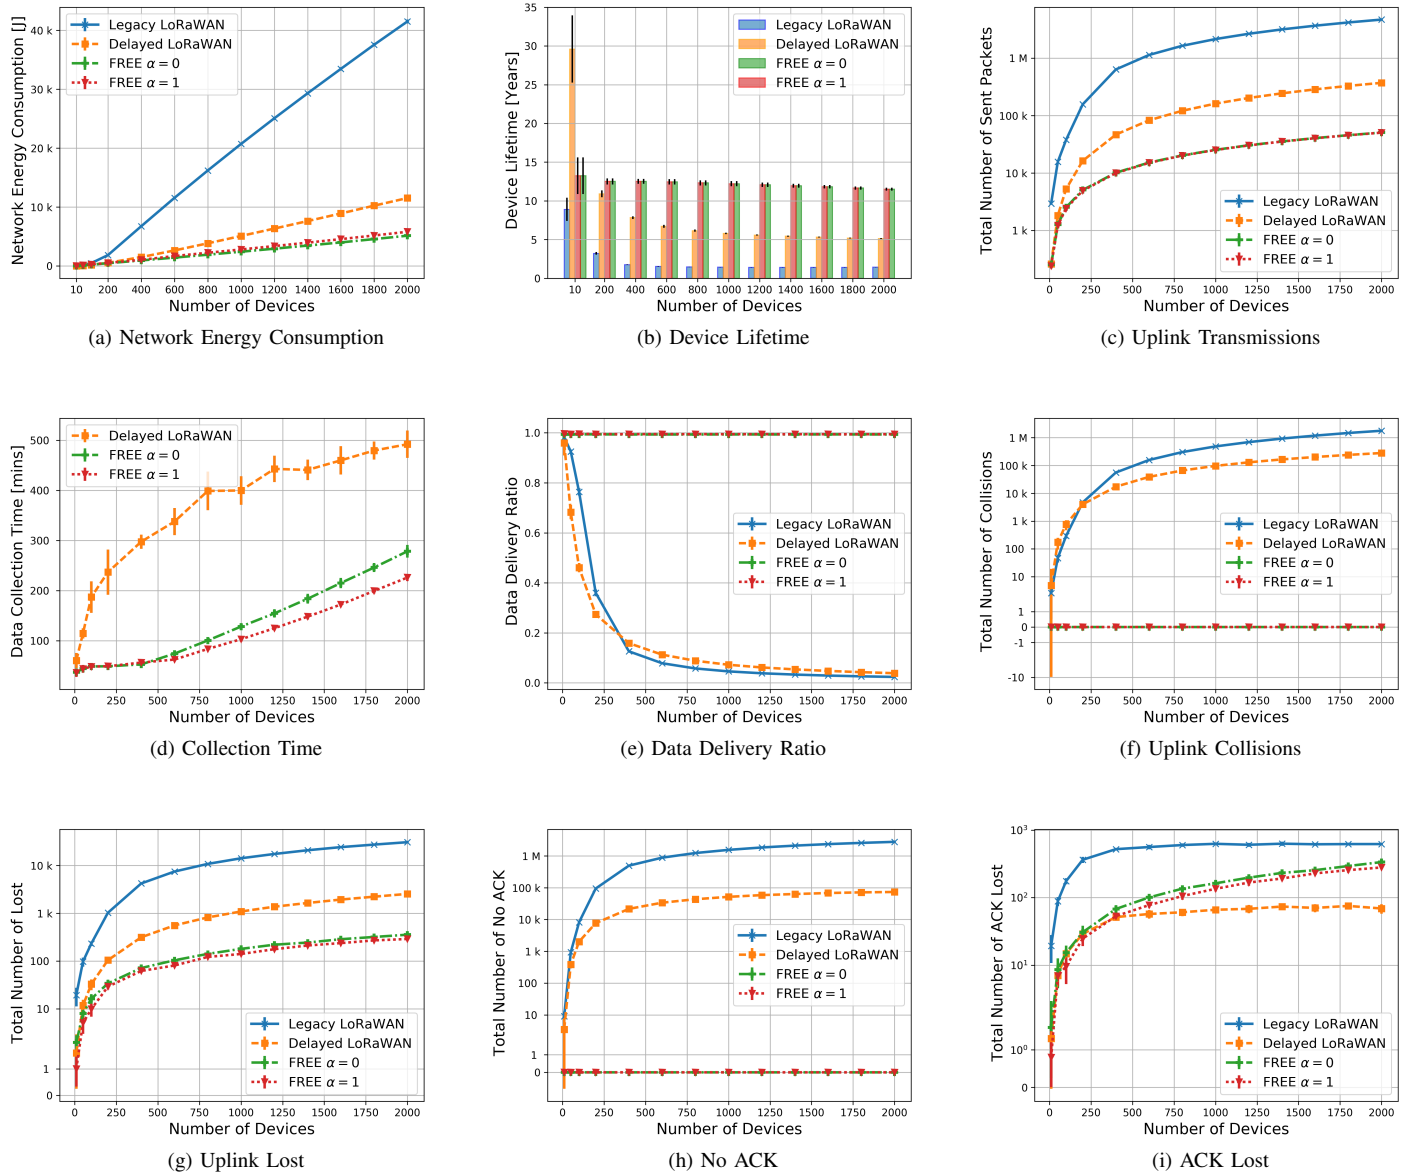 Network Energy Consumption [J]
40 k
30 k
20 k
10 k
0
Legacy LoRaWAN
Delayed LoRaWAN
FREE α = 0
FREE α = 1
10 200 400 600 800 1000 1200 1400 1600 1800 2000
Number of Devices
(a) Network Energy Consumption
Device Lifetime [Years]
35
30
25
20
15
10
5
0
Legacy LoRaWAN
Delayed LoRaWAN
FREE α = 0
FREE α = 1
10 200 400 600 800 1000 1200 1400 1600 1800 2000
Number of Devices
(b) Device Lifetime
Total Number of Sent Packets
1 M
100 k
10 k
1 k
Legacy LoRaWAN
Delayed LoRaWAN
FREE α = 0
FREE α = 1
0 250 500 750 1000 1250 1500 1750 2000
Number of Devices
(c) Uplink Transmissions
Data Collection Time [mins]
500
400
300
200
100
Delayed LoRaWAN
FREE α = 0
FREE α = 1
0 250 500 750 1000 1250 1500 1750 2000
Number of Devices
(d) Collection Time
Data Delivery Ratio
1.0
0.8
0.6
0.4
0.2
0.0
Legacy LoRaWAN
Delayed LoRaWAN
FREE α = 0
FREE α = 1
0 250 500 750 1000 1250 1500 1750 2000
Number of Devices
(e) Data Delivery Ratio
Total Number of Collisions
1 M
100 k
10 k
1 k
100
10
1
0
-1
-10
Legacy LoRaWAN
Delayed LoRaWAN
FREE α = 0
FREE α = 1
0 250 500 750 1000 1250 1500 1750 2000
Number of Devices
(f) Uplink Collisions
Total Number of Lost
10 k
1 k
100
10
1
0
Legacy LoRaWAN
Delayed LoRaWAN
FREE α = 0
FREE α = 1
0 250 500 750 1000 1250 1500 1750 2000
Number of Devices
(g) Uplink Lost
Total Number of No ACK
1 M
100 k
10 k
1 k
100
10
1
0
Legacy LoRaWAN
Delayed LoRaWAN
FREE α = 0
FREE α = 1
0 250 500 750 1000 1250 1500 1750 2000
Number of Devices
(h) No ACK
Total Number of ACK Lost
10³
10²
10¹
10⁰
0
Legacy LoRaWAN
Delayed LoRaWAN
FREE α = 0
FREE α = 1
0 250 500 750 1000 1250 1500 1750 2000
Number of Devices
(i) ACK Lost